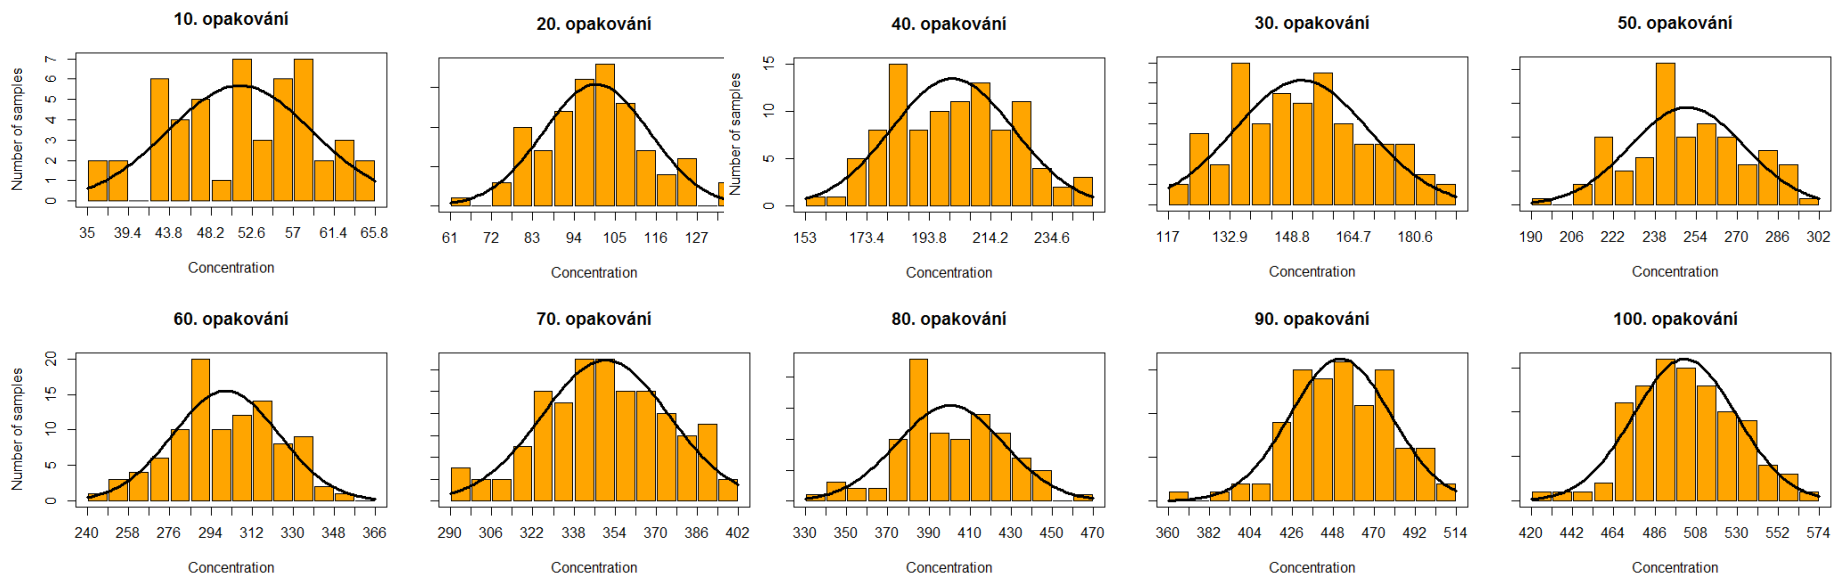 10. opakování
20. opakování
40. opakování
30. opakování
50. opakování
Number of samples
0 1 2 3 4 5 6 7
35 39.4 43.8 48.2 52.6 57 61.4 65.8
Concentration
61 72 83 94 105 116 127
Concentration
Number of samples
0 5 10 15
153 173.4 193.8 214.2 234.6
Concentration
117 132.9 148.8 164.7 180.6
Concentration
190 206 222 238 254 270 286 302
Concentration
60. opakování
70. opakování
80. opakování
90. opakování
100. opakování
Number of samples
0 5 10 15 20
240 258 276 294 312 330 348 366
Concentration
290 306 322 338 354 370 386 402
Concentration
330 350 370 390 410 430 450 470
Concentration
360 382 404 426 448 470 492 514
Concentration
420 442 464 486 508 530 552 574
Concentration